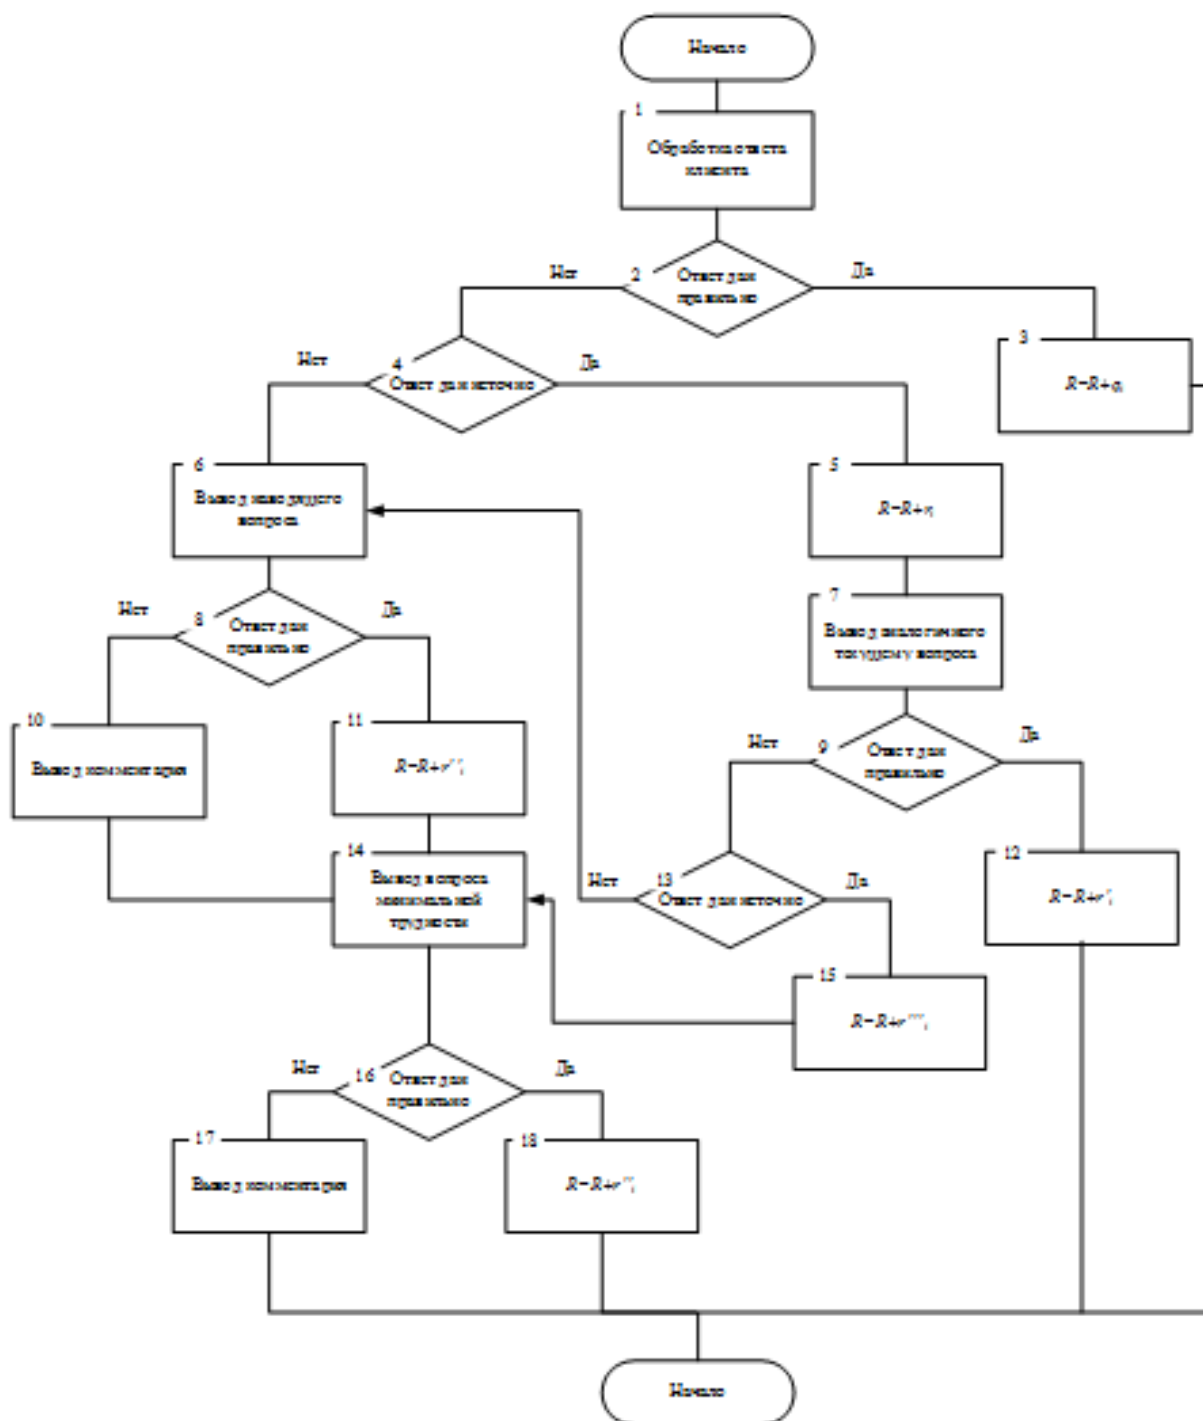 Начало
1
Обработка ответа
клиента
Нет
2
Ответ дан
правильно
Да
3
R=R+qᵢ
Нет
4
Ответ дан неточно
Да
6
Вывод наводящего
вопроса
5
R=R+rᵢ
7
Вывод аналогичного
текущему вопроса
Нет
8
Ответ дан
правильно
Да
Нет
9
Ответ дан
правильно
Да
10
Вывод комментария
11
14
Вывод вопроса
минимальной
трудности
Нет
13
Ответ дан неточно
Да
12
R=R+r'ᵢ
15
R=R+r''''ᵢ
Нет
16
Ответ дан
правильно
Да
17
Вывод комментария
18
Начало